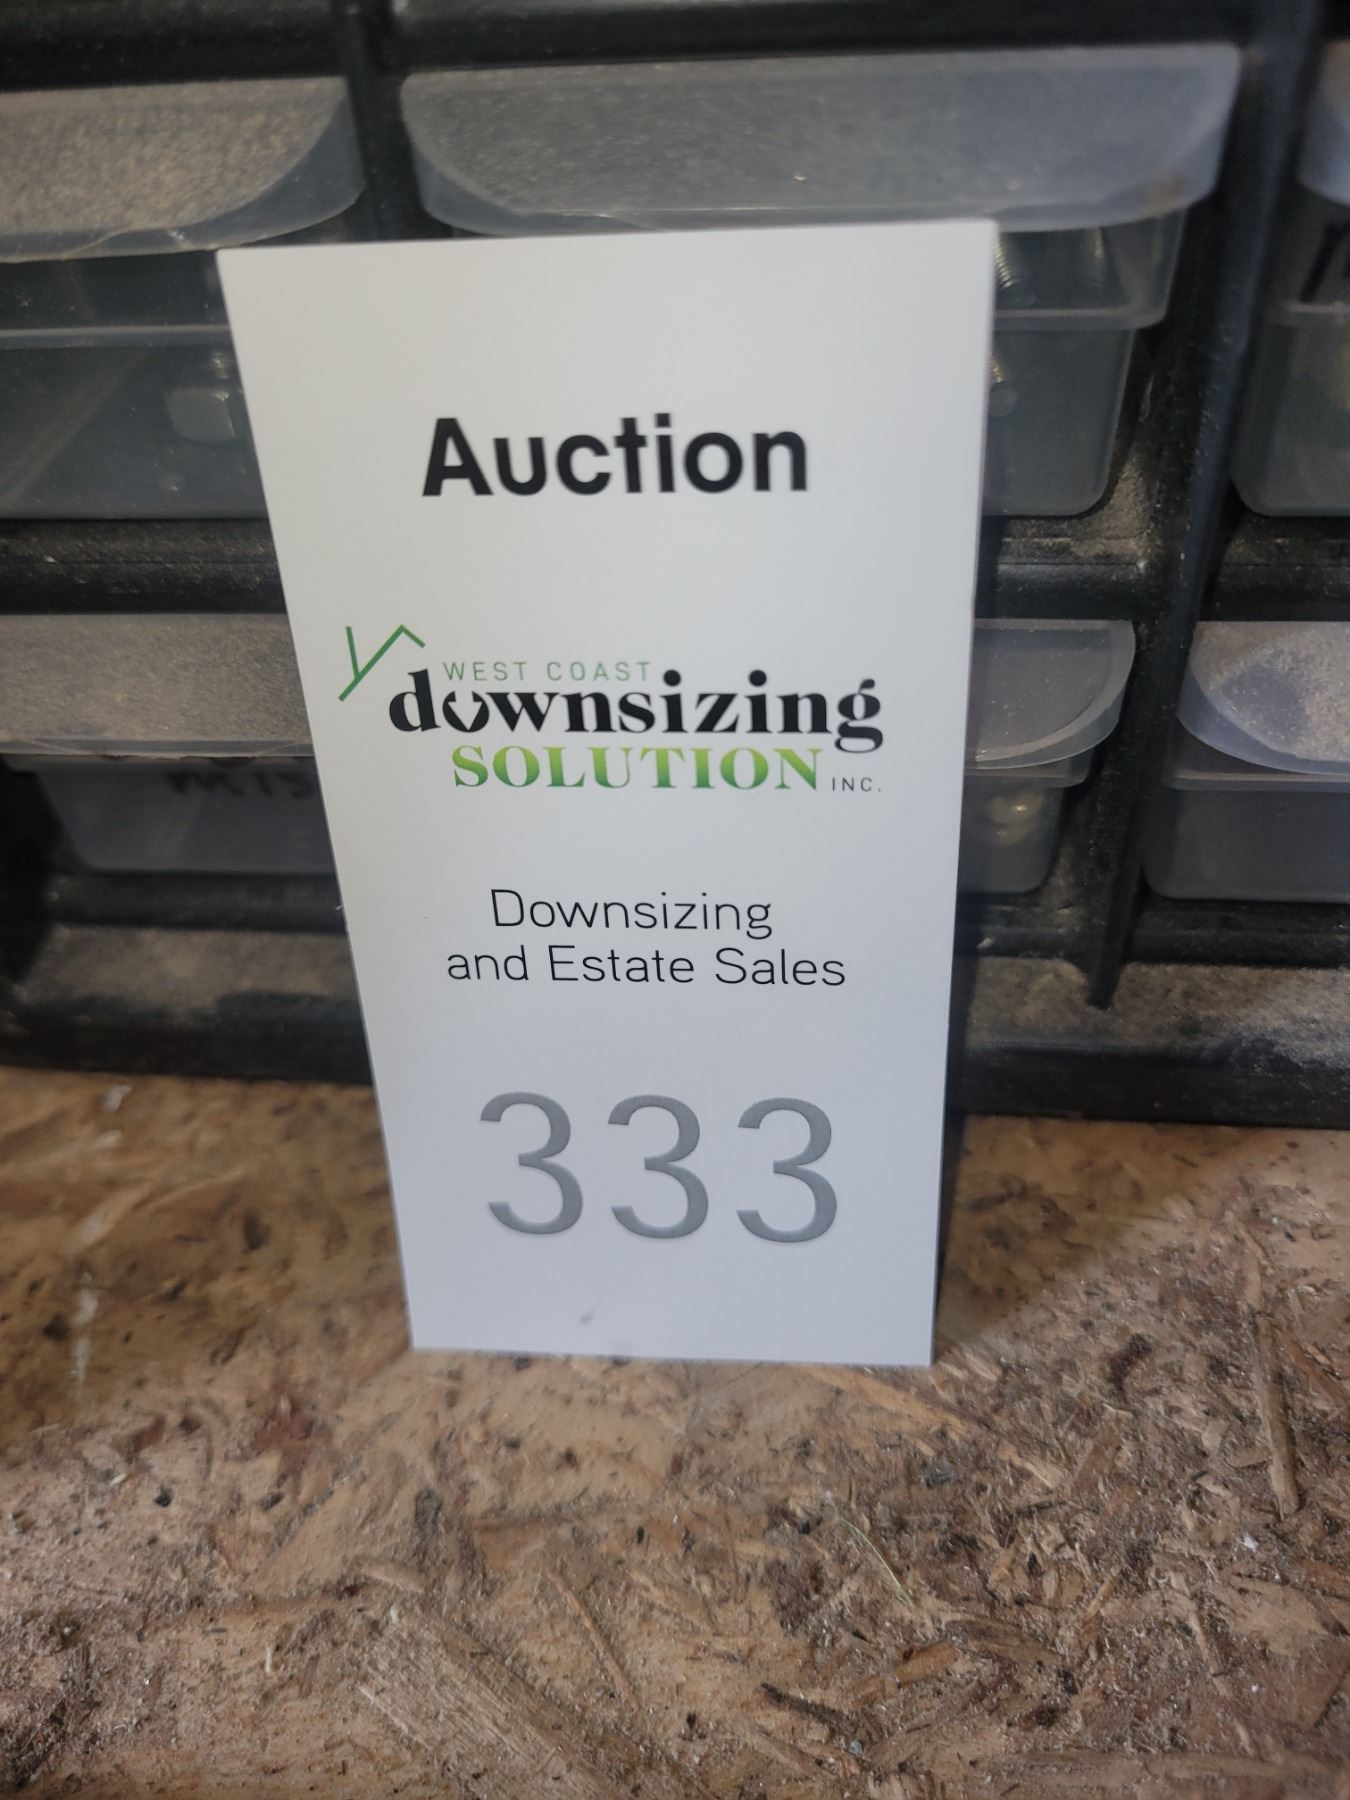 Auction
WEST COAST
downsizing
SOLUTION INC.
Downsizing
and Estate Sales
333